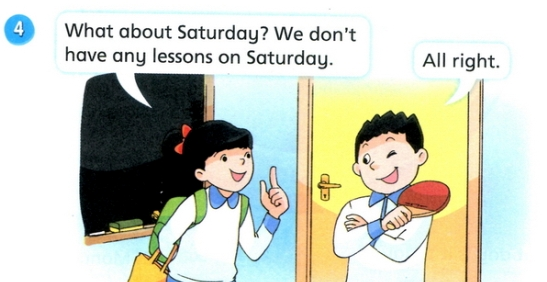 4
What about Saturday? We don't
have any lessons on Saturday.
All right.